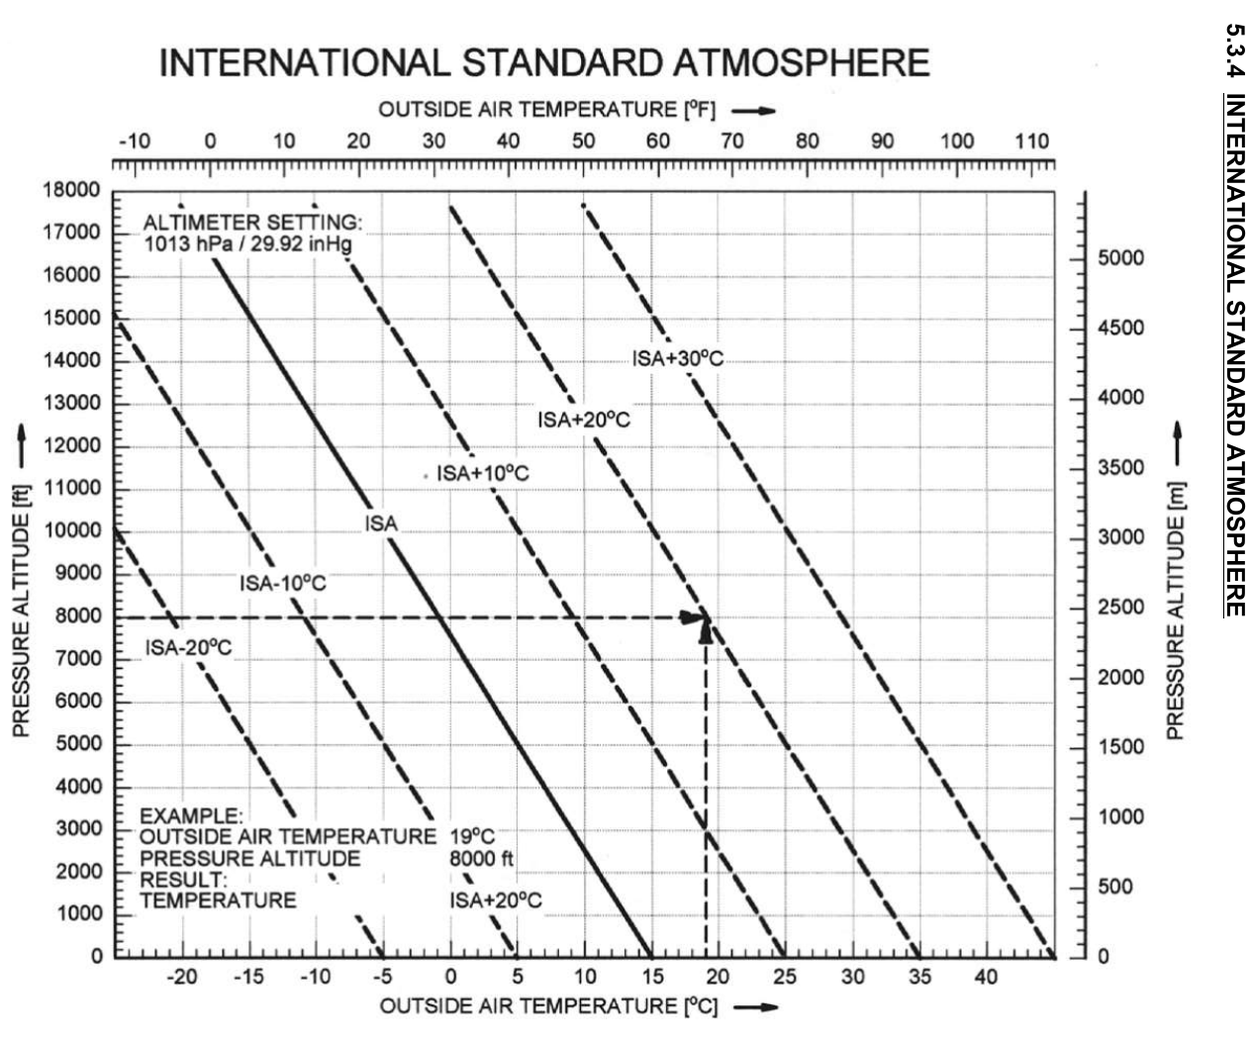 5.3.4 INTERNATIONAL STANDARD ATMOSPHERE
INTERNATIONAL STANDARD ATMOSPHERE
OUTSIDE AIR TEMPERATURE [ºF]
-10 0 10 20 30 40 50 60 70 80 90 100 110
ALTIMETER SETTING:
1013 hPa / 29.92 inHg
PRESSURE ALTITUDE [ft]
18000
17000
16000
15000
14000
13000
12000
11000
10000
9000
8000
7000
6000
5000
4000
3000
2000
1000
0
ISA+30ºC
ISA+20ºC
ISA+10ºC
ISA
ISA-10ºC
ISA-20ºC
EXAMPLE:
OUTSIDE AIR TEMPERATURE 19ºC
PRESSURE ALTITUDE 8000 ft
RESULT:
TEMPERATURE ISA+20ºC
5000
4500
4000
3500
3000
2500
2000
1500
1000
500
0
PRESSURE ALTITUDE [m]
-20 -15 -10 -5 0 5 10 15 20 25 30 35 40
OUTSIDE AIR TEMPERATURE [ºC]